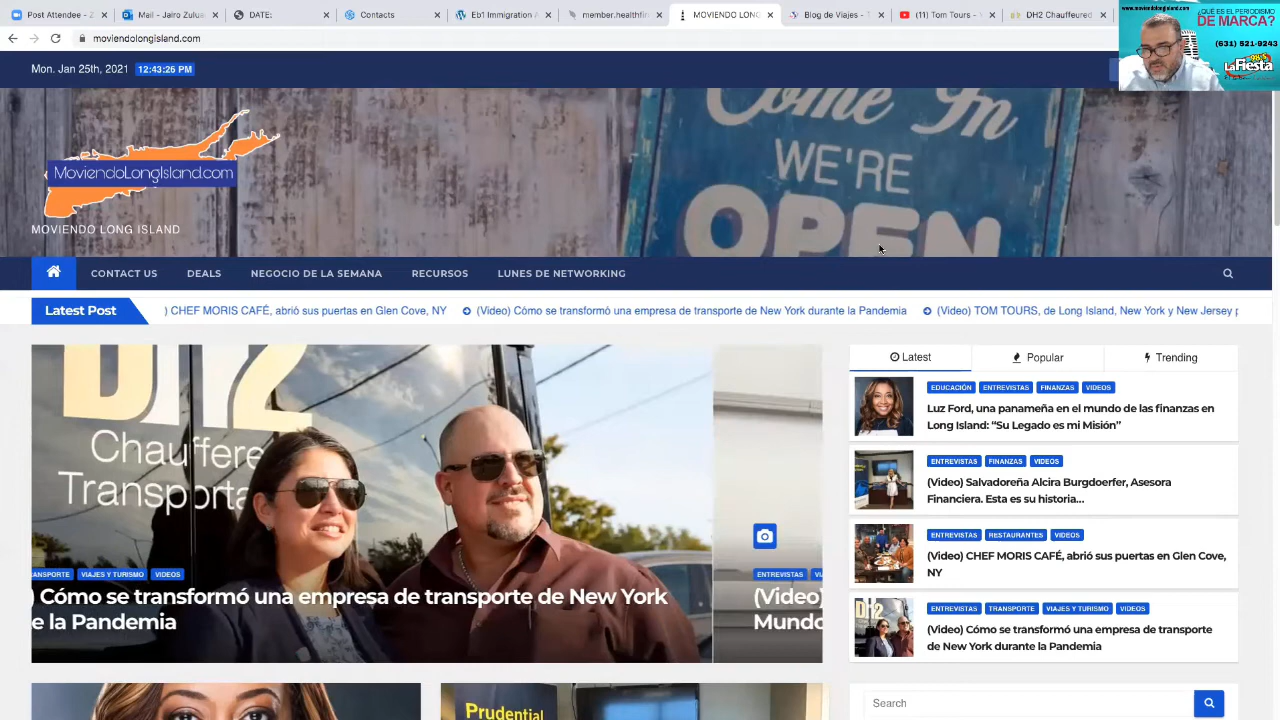 Post Attendee - Z
Mail - Jairo Zulua
DATE:
Contacts
Eb1 Immigration A
member.healthfir
MOVIENDO LONG
Blog de Viajes - T
(11) Tom Tours - Y
DH2 Chauffeured
moviendolongisland.com
www.moviendolongisland.com
¿QUÉ ES EL PERIODISMO
DE MARCA?
(631) 521-9243
LaFiesta
Mon. Jan 25th, 2021
12:43:26 PM
Come In
WE'RE
OPEN
MoviendoLongIsland.com
MOVIENDO LONG ISLAND
CONTACT US
DEALS
NEGOCIO DE LA SEMANA
RECURSOS
LUNES DE NETWORKING
Latest Post
) CHEF MORIS CAFÉ, abrió sus puertas en Glen Cove, NY
(Video) Cómo se transformó una empresa de transporte de New York durante la Pandemia
(Video) TOM TOURS, de Long Island, New York y New Jersey p
DH2
Chauffere
Transporta
ANSPORTE
VIAJES Y TURISMO
VIDEOS
) Cómo se transformó una empresa de transporte de New York
e la Pandemia
ENTREVISTAS
VI
(Video)
Mundo
Latest
Popular
Trending
EDUCACIÓN
ENTREVISTAS
FINANZAS
VIDEOS
Luz Ford, una panameña en el mundo de las finanzas en
Long Island: “Su Legado es mi Misión”
ENTREVISTAS
FINANZAS
VIDEOS
(Video) Salvadoreña Alcira Burgdoerfer, Asesora
Financiera. Esta es su historia...
ENTREVISTAS
RESTAURANTES
VIDEOS
(Video) CHEF MORIS CAFÉ, abrió sus puertas en Glen Cove,
NY
DH2
ENTREVISTAS
TRANSPORTE
VIAJES Y TURISMO
VIDEOS
(Video) Cómo se transformó una empresa de transporte
de New York durante la Pandemia
Prudential
Search